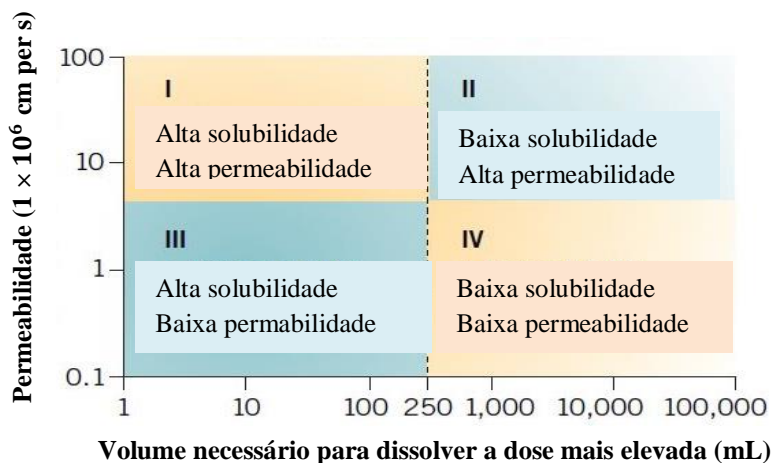 Permeabilidade (1 × 10⁶ cm per s)
100
10
1
0.1
I
Alta solubilidade
Alta permeabilidade
II
Baixa solubilidade
Alta permeabilidade
III
Alta solubilidade
Baixa permabilidade
IV
Baixa solubilidade
Baixa permeabilidade
1 10 100 250 1,000 10,000 100,000
Volume necessário para dissolver a dose mais elevada (mL)